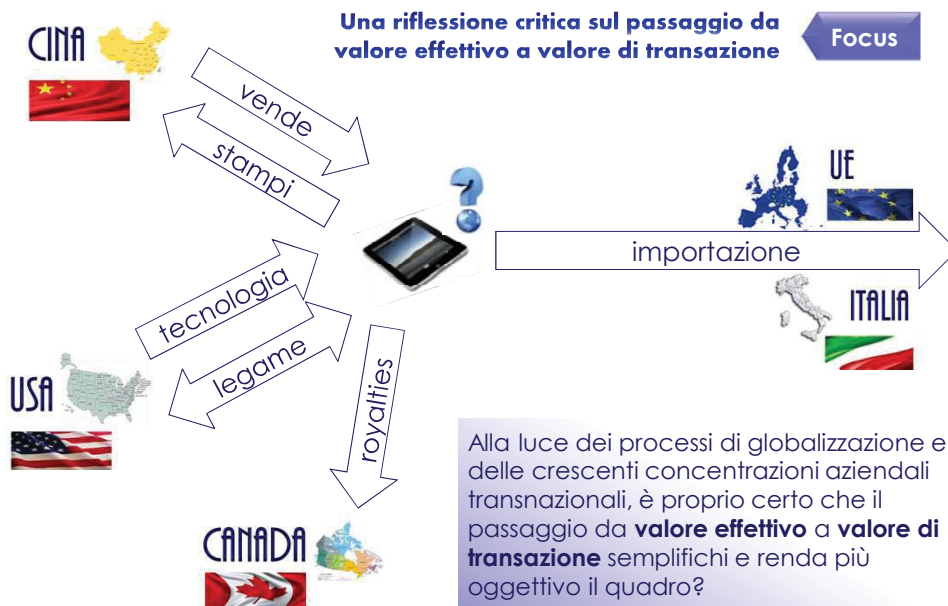 Una riflessione critica sul passaggio da
valore effettivo a valore di transazione
Focus
CINA
vende
stampi
UE
importazione
ITALIA
tecnologia
legame
USA
royalties
CANADA
Alla luce dei processi di globalizzazione e
delle crescenti concentrazioni aziendali
transnazionali, è proprio certo che il
passaggio da valore effettivo a valore di
transazione semplifichi e renda più
oggettivo il quadro?